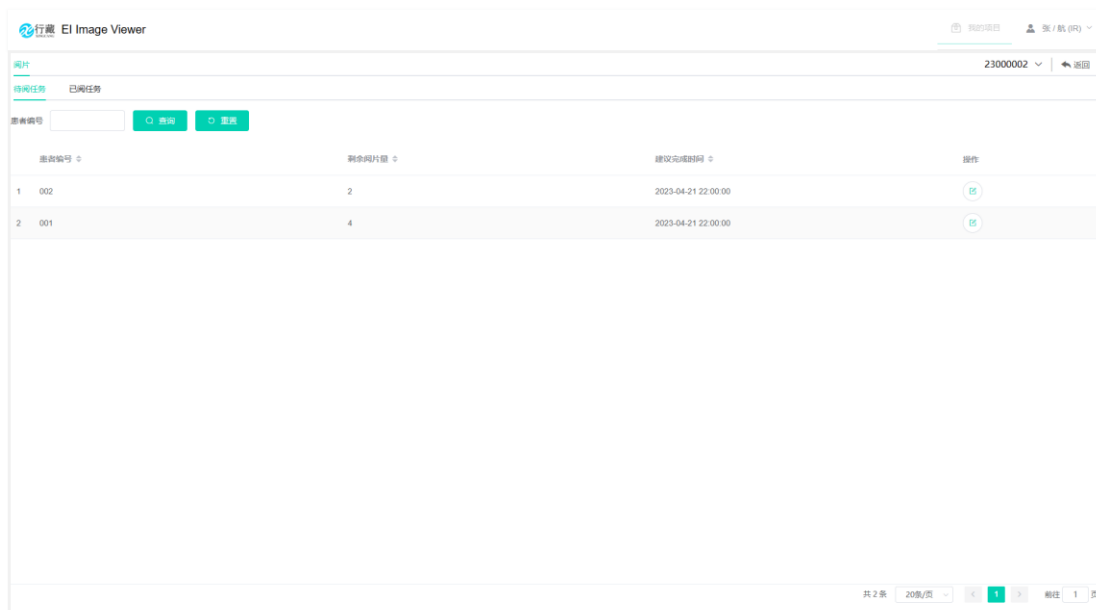 行藏 EI Image Viewer
我的项目 张 / 航 (IR)
阅片 23000002 返回
待阅任务 已阅任务
患者编号 查询 重置
患者编号 剩余阅片量 建议完成时间 操作
1 002 2 2023-04-21 22:00:00
2 001 4 2023-04-21 22:00:00
共 2 条 20条/页 1 前往 1 页